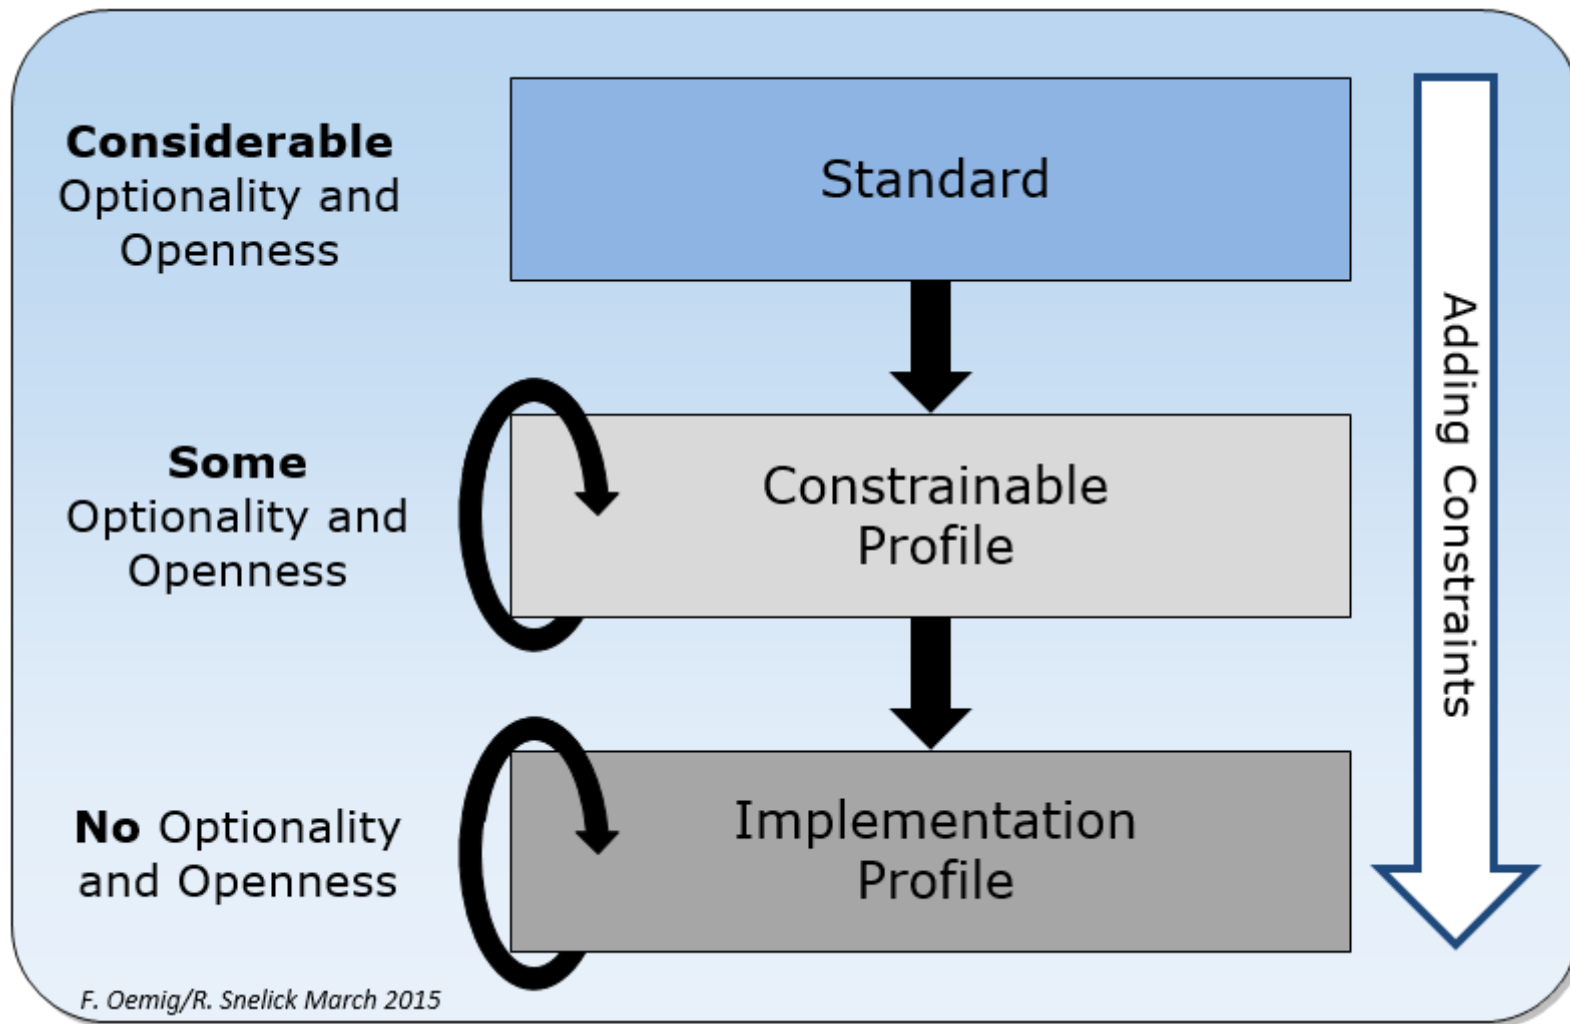 Considerable
Optionality and
Openness
Standard
Some
Optionality and
Openness
Constrainable
Profile
No Optionality
and Openness
Implementation
Profile
Adding Constraints
F. Oemig/R. Snelick March 2015